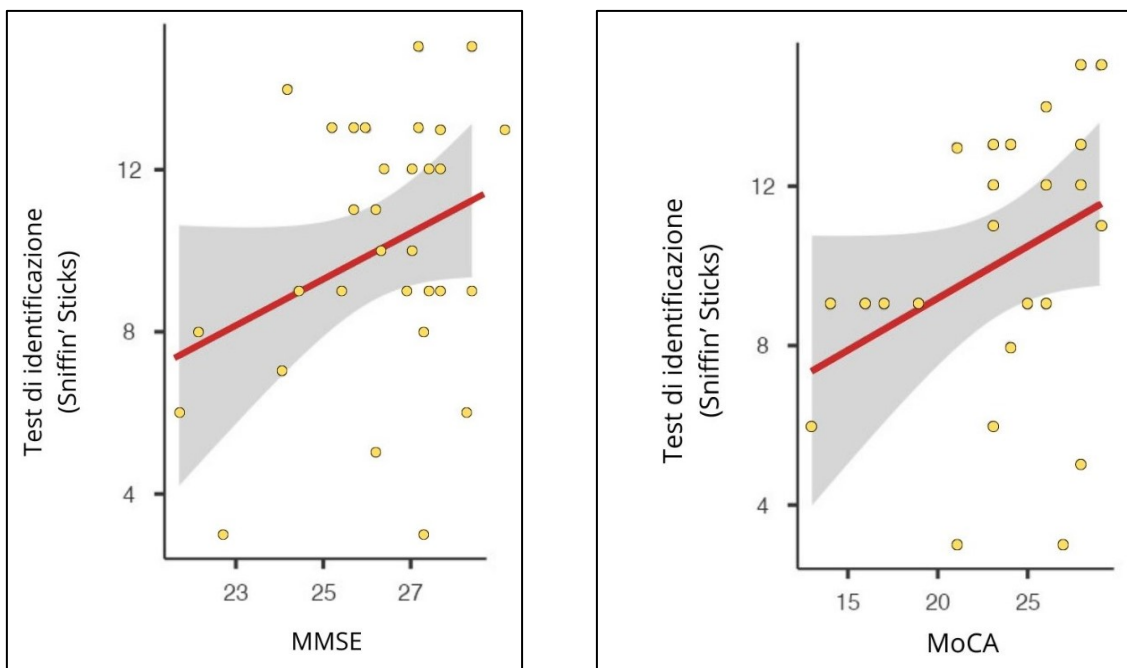 12
8
4
Test di identificazione
(Sniffin’ Sticks)
23 25 27
MMSE
12
8
4
Test di identificazione
(Sniffin’ Sticks)
15 20 25
MoCA